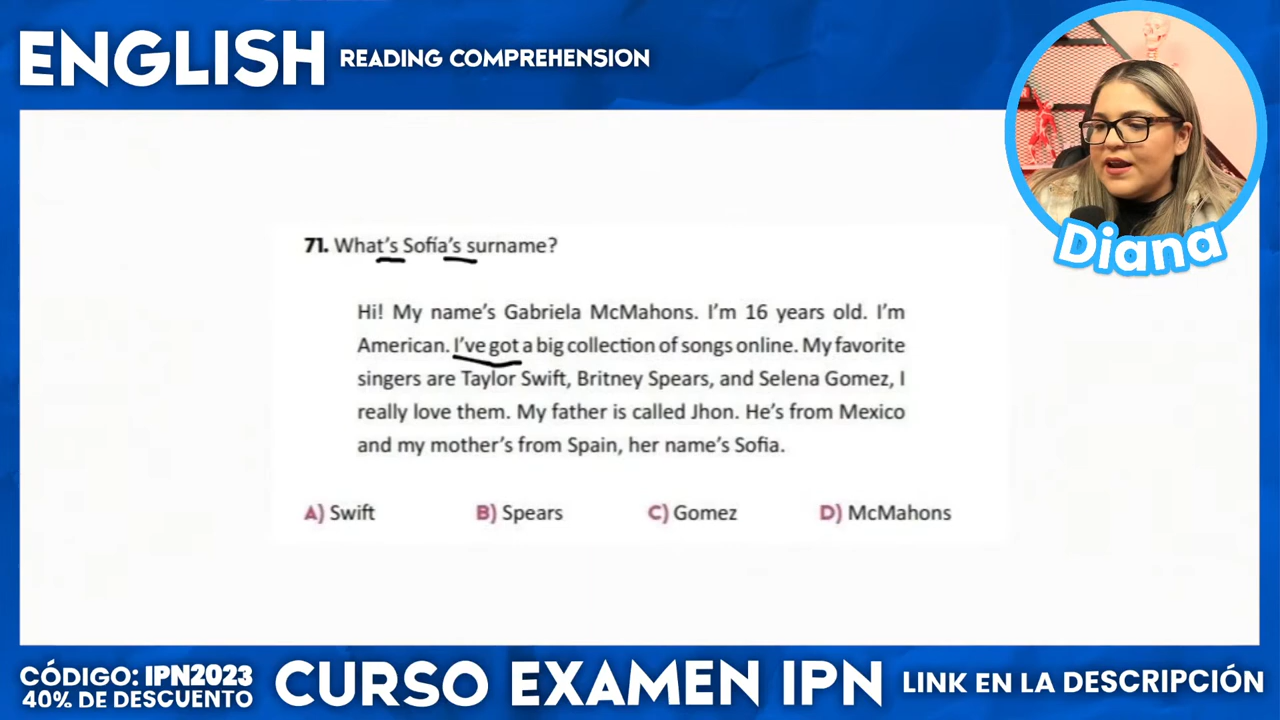 ENGLISH READING COMPREHENSION
Diana
71. What's Sofía's surname?
Hi! My name's Gabriela McMahons. I'm 16 years old. I'm
American. I've got a big collection of songs online. My favorite
singers are Taylor Swift, Britney Spears, and Selena Gomez, I
really love them. My father is called Jhon. He's from Mexico
and my mother's from Spain, her name's Sofia.
A) Swift B) Spears C) Gomez D) McMahons
CÓDIGO: IPN2023
40% DE DESCUENTO
CURSO EXAMEN IPN
LINK EN LA DESCRIPCIÓN